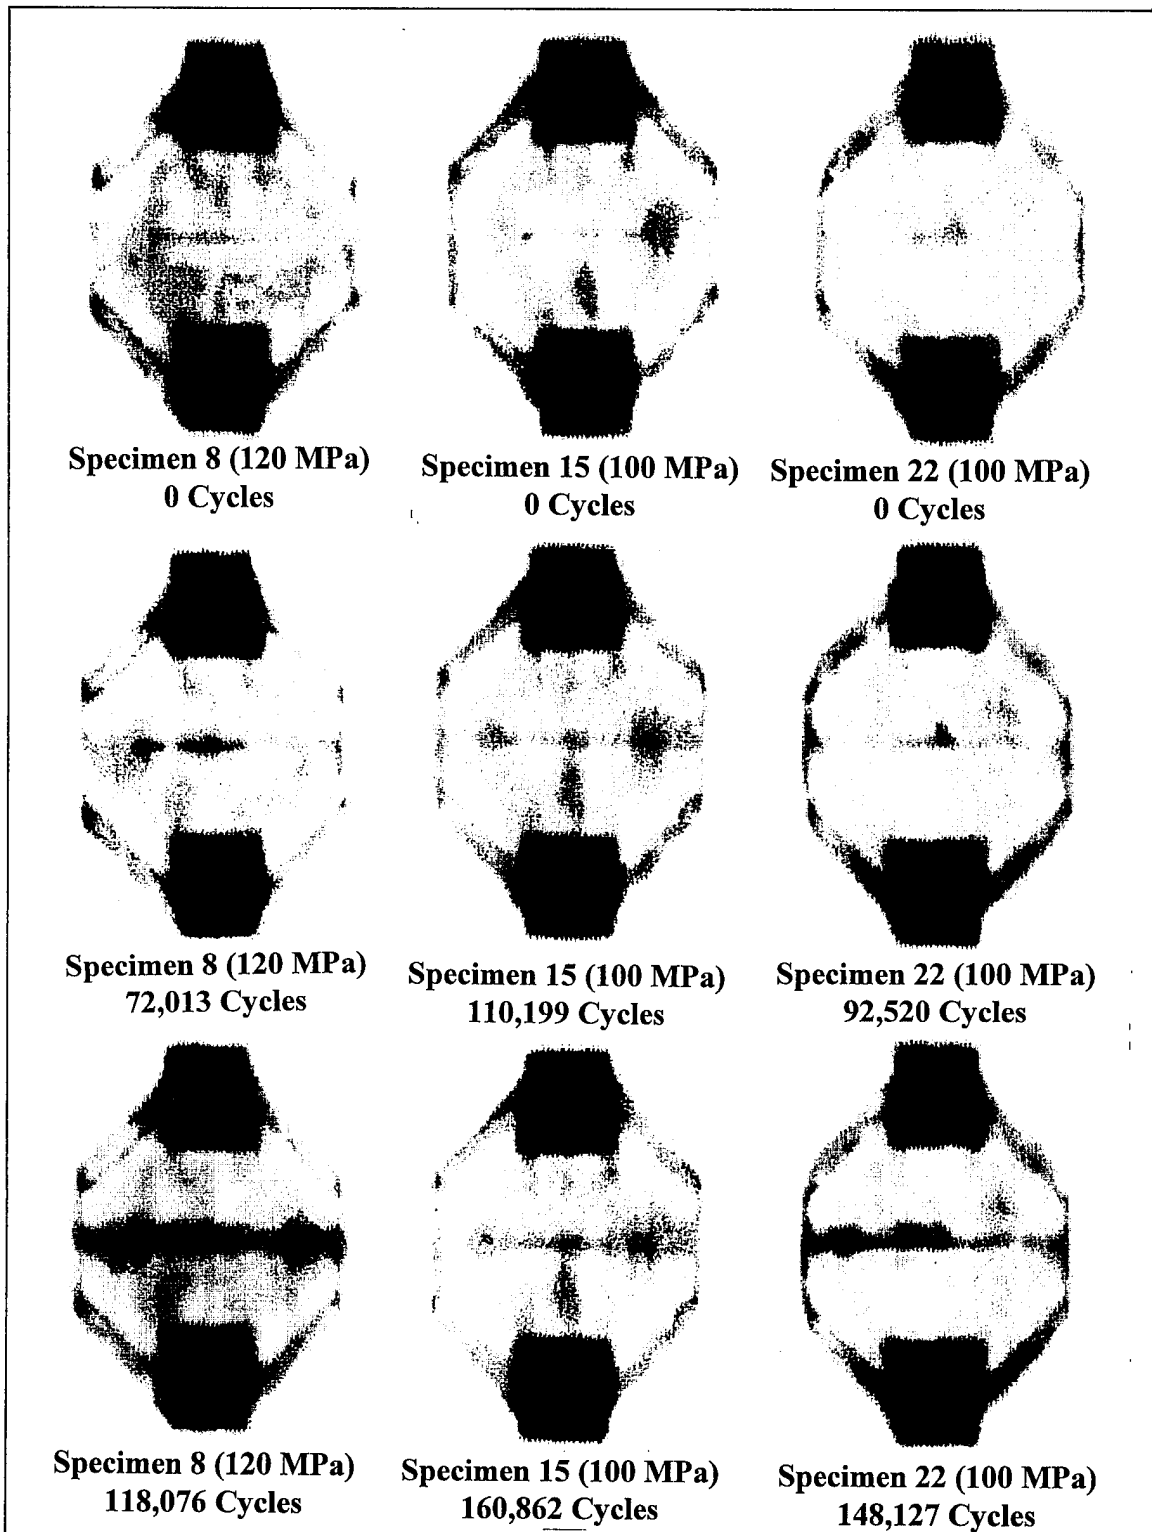 Specimen 8 (120 MPa)
0 Cycles
Specimen 15 (100 MPa)
0 Cycles
Specimen 22 (100 MPa)
0 Cycles
Specimen 8 (120 MPa)
72,013 Cycles
Specimen 15 (100 MPa)
110,199 Cycles
Specimen 22 (100 MPa)
92,520 Cycles
Specimen 8 (120 MPa)
118,076 Cycles
Specimen 15 (100 MPa)
160,862 Cycles
Specimen 22 (100 MPa)
148,127 Cycles